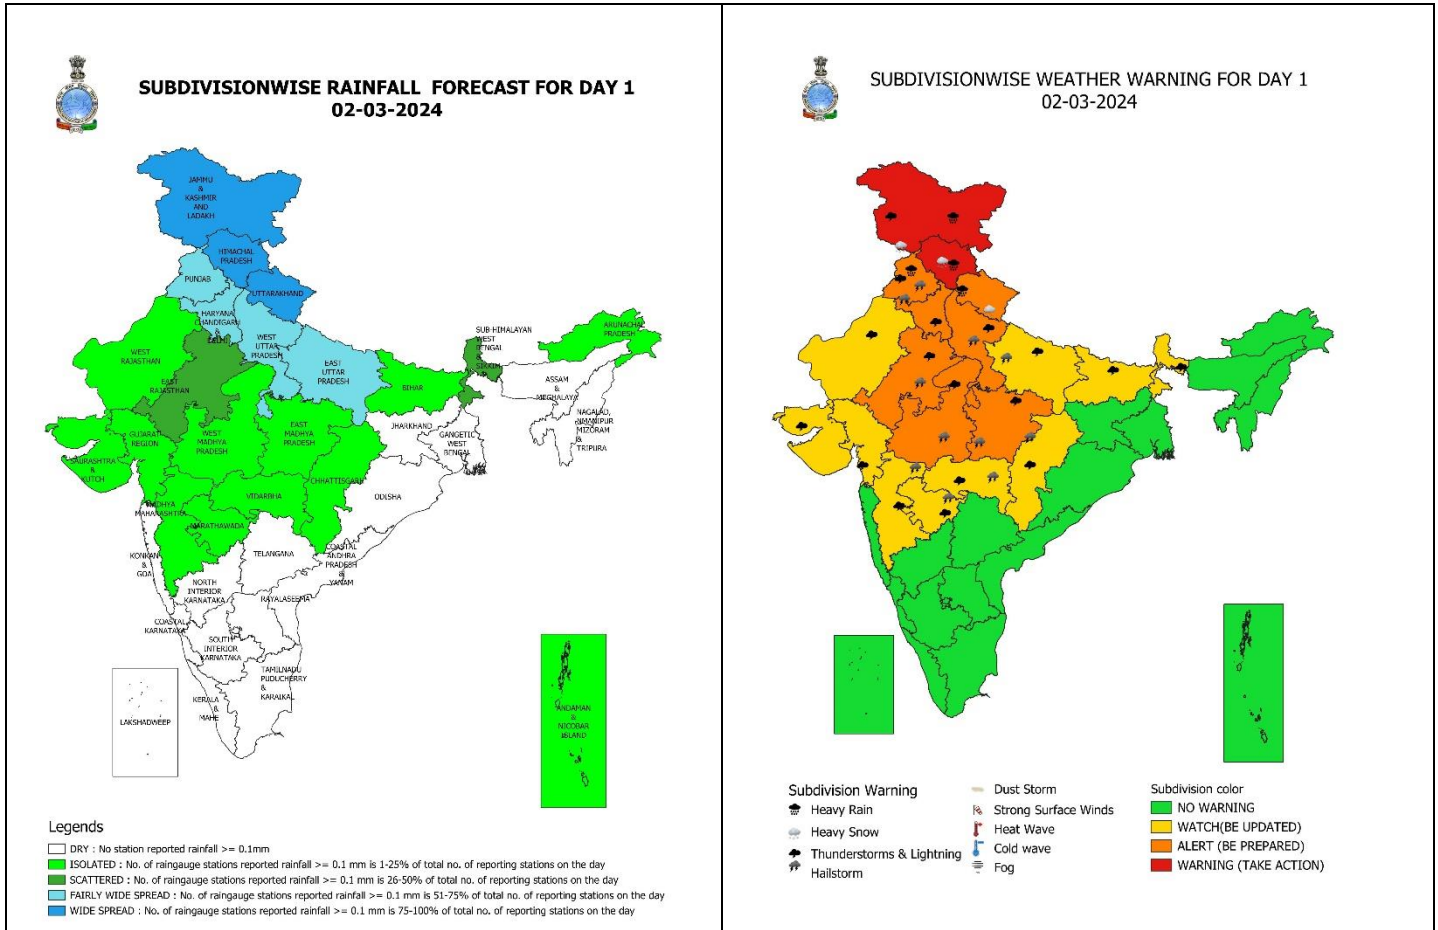 SUBDIVISIONWISE RAINFALL FORECAST FOR DAY 1
02-03-2024
JAMMU
&
KASHMIR
AND
LADAKH
HIMACHAL
PRADESH
PUNJAB
UTTARAKHAND
HARYANA
CHANDIGARH
&
DELHI
WEST
UTTAR
PRADESH
EAST
UTTAR
PRADESH
WEST
RAJASTHAN
EAST
RAJASTHAN
SUB-HIMALAYAN
WEST
BENGAL
&
SIKKIM
ARUNACHAL
PRADESH
BIHAR
ASSAM
&
MEGHALAYA
NAGALAD,
MANIPUR
MIZORAM
&
TRIPURA
JHARKHAND
GANGETIC
WEST
BENGAL
GUJARAT
REGION
WEST
MADHYA
PRADESH
EAST
MADHYA
PRADESH
SAURASHTRA
&
KUTCH
CHHATTISGARH
ODISHA
VIDARBHA
MADHYA
MAHARASHTRA
MARATHAWADA
KONKAN
&
GOA
TELANGANA
COASTAL
ANDHRA
PRADESH
&
YANAM
NORTH
INTERIOR
KARNATAKA
RAYALASEEMA
COASTAL
KARNATAKA
SOUTH
INTERIOR
KARNATAKA
TAMILNADU
PUDUCHERRY
&
KARAIKAL
KERALA
&
MAHE
LAKSHADWEEP
ANDAMAN
&
NICOBAR
ISLAND
Legends
DRY : No station reported rainfall >= 0.1mm
ISOLATED : No. of raingauge stations reported rainfall >= 0.1 mm is 1-25% of total no. of reporting stations on the day
SCATTERED : No. of raingauge stations reported rainfall >= 0.1 mm is 26-50% of total no. of reporting stations on the day
FAIRLY WIDE SPREAD : No. of raingauge stations reported rainfall >= 0.1 mm is 51-75% of total no. of reporting stations on the day
WIDE SPREAD : No. of raingauge stations reported rainfall >= 0.1 mm is 75-100% of total no. of reporting stations on the day
SUBDIVISIONWISE WEATHER WARNING FOR DAY 1
02-03-2024
Subdivision Warning
Heavy Rain
Heavy Snow
Thunderstorms & Lightning
Hailstorm
Dust Storm
Strong Surface Winds
Heat Wave
Cold wave
Fog
Subdivision color
NO WARNING
WATCH(BE UPDATED)
ALERT (BE PREPARED)
WARNING (TAKE ACTION)